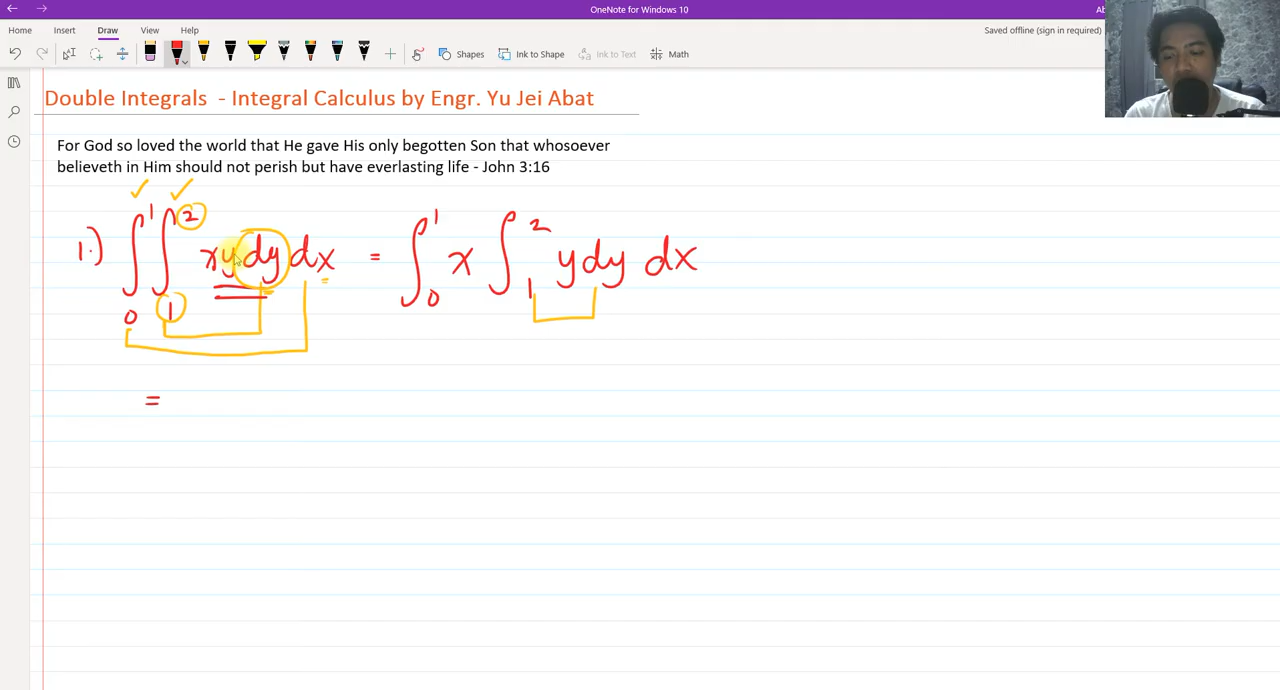 OneNote for Windows 10
Home Insert Draw View Help
Saved offline (sign in required)
Shapes Ink to Shape Ink to Text Math
Double Integrals - Integral Calculus by Engr. Yu Jei Abat
For God so loved the world that He gave His only begotten Son that whosoever
believeth in Him should not perish but have everlasting life - John 3:16
1.) ∫₀¹ ∫₁² xy dy dx = ∫₀¹ x ∫₁² y dy dx
=